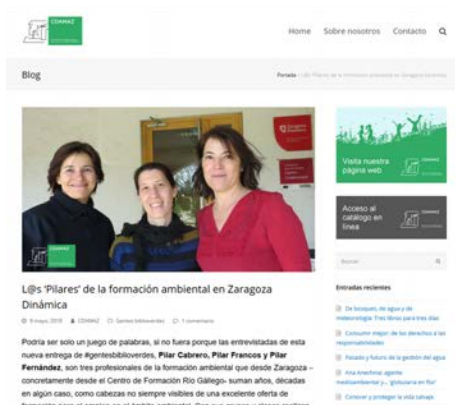 CDAMAZ
Home Sobre nosotros Contacto
Blog
Portada
Zaragoza Dinámica
Visita nuestra
página web
Acceso al
catálogo en
línea
CDAMAZ
Buscar
L@s 'Pilares' de la formación ambiental en Zaragoza
Dinámica
9 mayo, 2019 CDAMAZ Gentes biblioverdes 1 comentario
Entradas recientes
De bosques, de agua y de
meteorología: Tres libros para tres días
Consumir mejor: de los derechos a las
responsabilidades
Pasado y futuro de la gestión del agua
Conocer y proteger la vida salvaje
Podría ser solo un juego de palabras, si no fuera porque las entrevistadas de esta
nueva entrega de #gentesbiblioverdes, Pilar Cabrero, Pilar Francos y Pilar
Fernández, son tres profesionales de la formación ambiental que desde Zaragoza –
concretamente desde el Centro de Formación Río Gállego- suman años, décadas
en algún caso, como cabezas no siempre visibles de una excelente oferta de